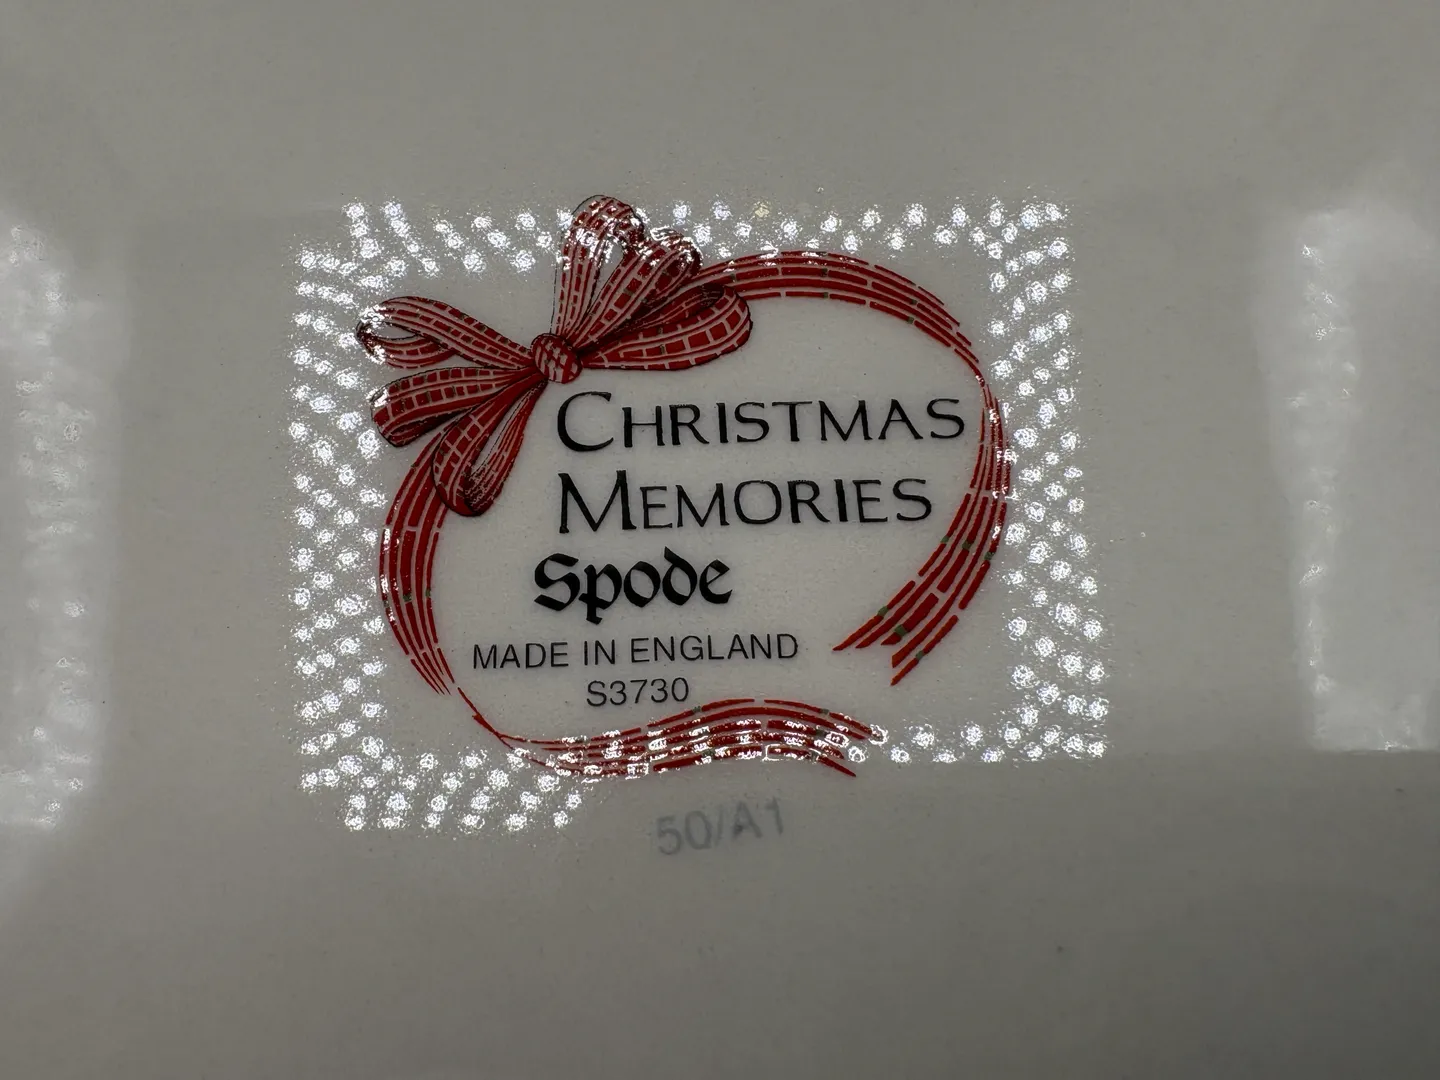 CHRISTMAS
MEMORIES
Spode
MADE IN ENGLAND
S3730
50/A1